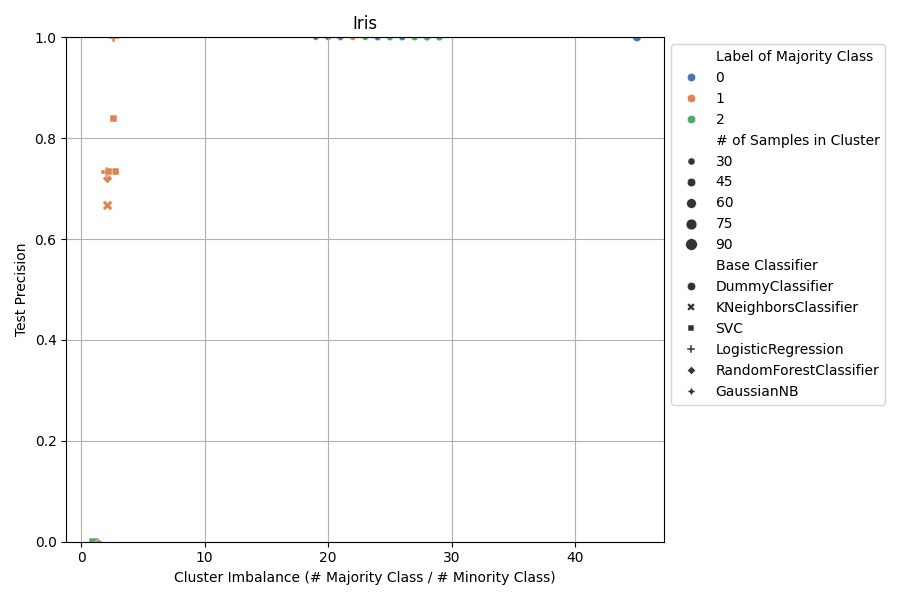 Iris
1.0
0.8
0.6
0.4
0.2
0.0
Test Precision
0
10
20
30
40
Cluster Imbalance (# Majority Class / # Minority Class)
Label of Majority Class
0
1
2
# of Samples in Cluster
30
45
60
75
90
Base Classifier
DummyClassifier
KNeighborsClassifier
SVC
LogisticRegression
RandomForestClassifier
GaussianNB